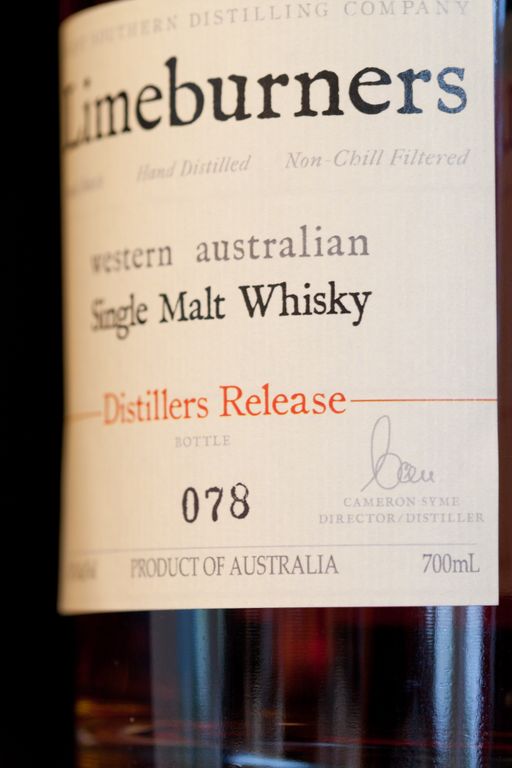 SOUTHERN DISTILLING COMPANY
Limeburners
Hand Distilled Non-Chill Filtered
western australian
Single Malt Whisky
Distillers Release
BOTTLE
078
CAMERON SYME
DIRECTOR/DISTILLER
PRODUCT OF AUSTRALIA 700mL